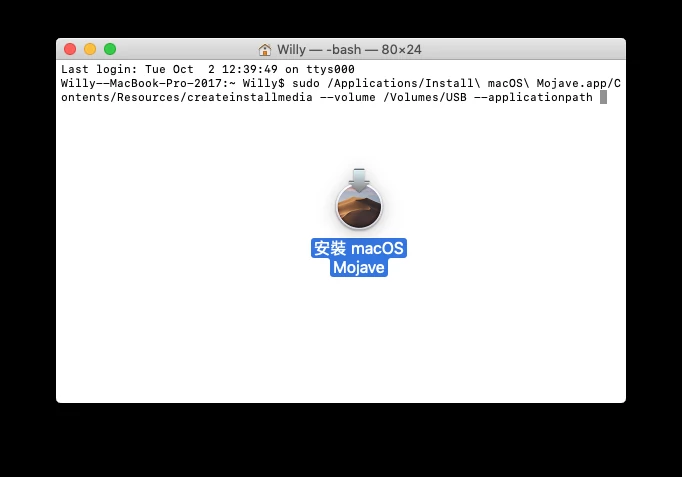 Willy — -bash — 80×24
Last login: Tue Oct  2 12:39:49 on ttys000
Willy--MacBook-Pro-2017:~ Willy$ sudo /Applications/Install\ macOS\ Mojave.app/C
ontents/Resources/createinstallmedia --volume /Volumes/USB --applicationpath
安裝 macOS
Mojave